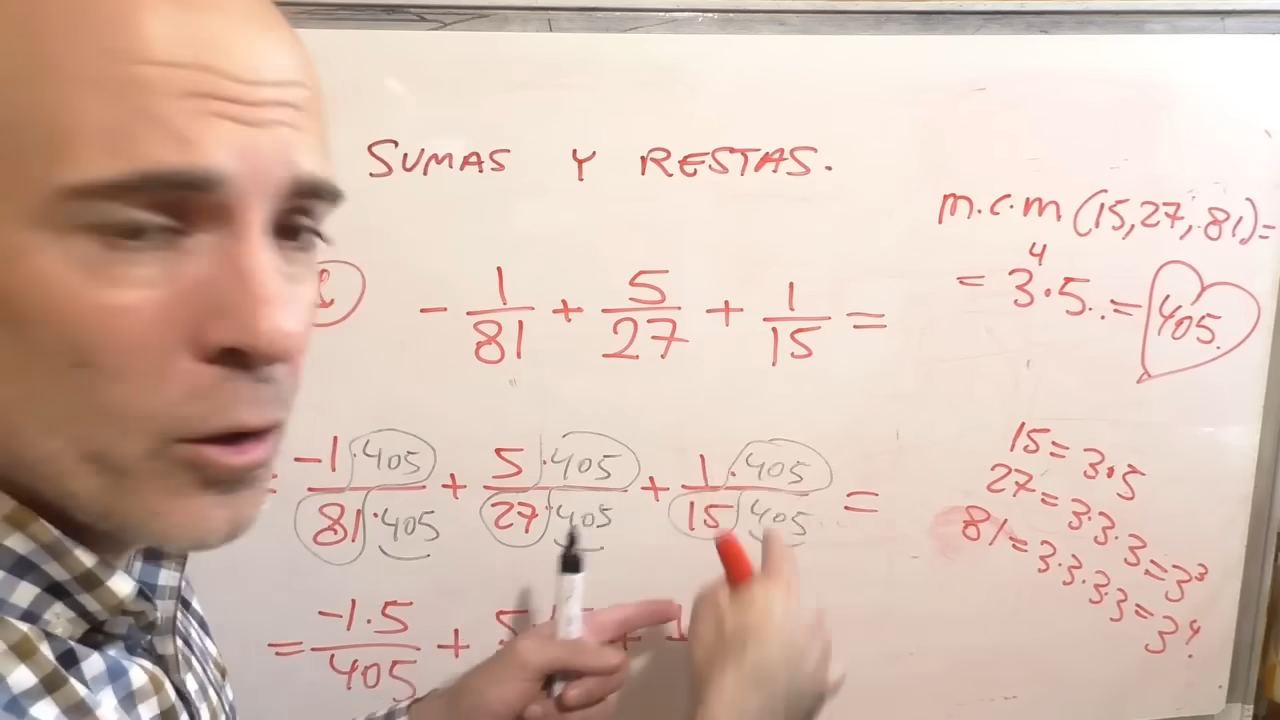 SUMAS Y RESTAS.
m.c.m (15, 27, 81) =
= 3⁴·5.. = 405.
- 1/81 + 5/27 + 1/15 =
-1·405/81·405 + 5·405/27·405 + 1·405/15·405 =
15 = 3·5
27 = 3·3·3 = 3³
81 = 3·3·3·3 = 3⁴
= -1.5/405 + 5 + 1